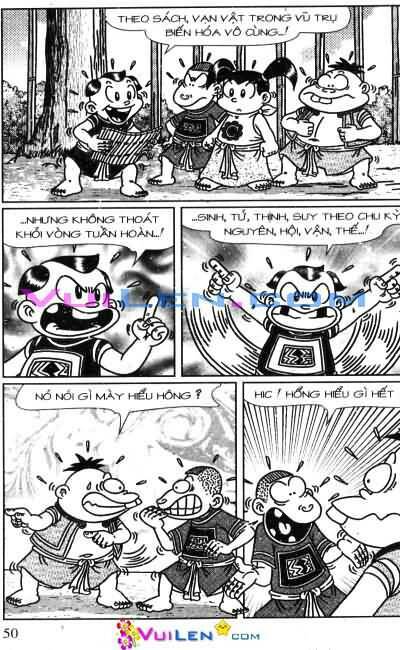 THEO SÁCH, VẠN VẬT TRONG VŨ TRỤ
BIẾN HÓA VÔ CÙNG...!
...NHƯNG KHÔNG THOÁT
KHỎI VÒNG TUẦN HOÀN...!
...SINH, TỬ, THỊNH, SUY THEO CHU KỲ
NGUYÊN, HỘI, VẬN, THẾ...!
VUILEN.COM
NÓ NÓI GÌ MÀY HIỂU HÔNG ?
HIC ! HỔNG HIỂU GÌ HẾT
50
VUILEN.COM